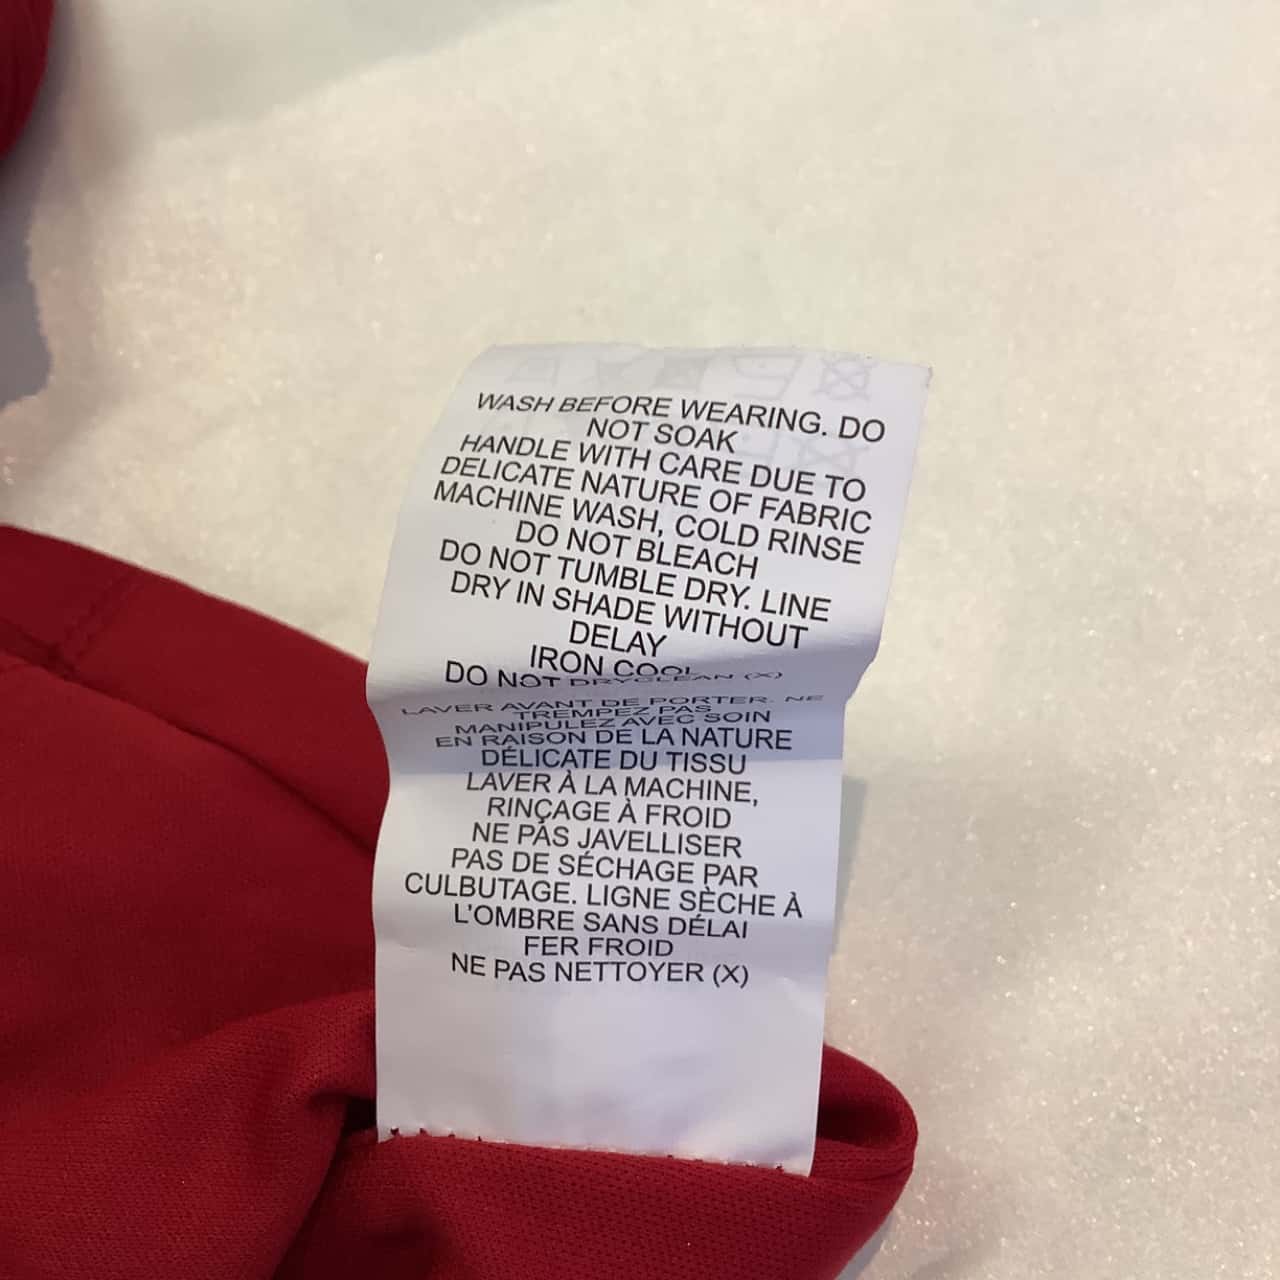 WASH BEFORE WEARING. DO
NOT SOAK
HANDLE WITH CARE DUE TO
DELICATE NATURE OF FABRIC
MACHINE WASH, COLD RINSE
DO NOT BLEACH
DO NOT TUMBLE DRY. LINE
DRY IN SHADE WITHOUT
DELAY
IRON COOL
DO NOT DRYCLEAN (X)
LAVER AVANT DE PORTER. NE
TREMPEZ PAS
MANIPULEZ AVEC SOIN
EN RAISON DE LA NATURE
DÉLICATE DU TISSU
LAVER À LA MACHINE,
RINÇAGE À FROID
NE PAS JAVELLISER
PAS DE SÉCHAGE PAR
CULBUTAGE. LIGNE SÈCHE À
L'OMBRE SANS DÉLAI
FER FROID
NE PAS NETTOYER (X)